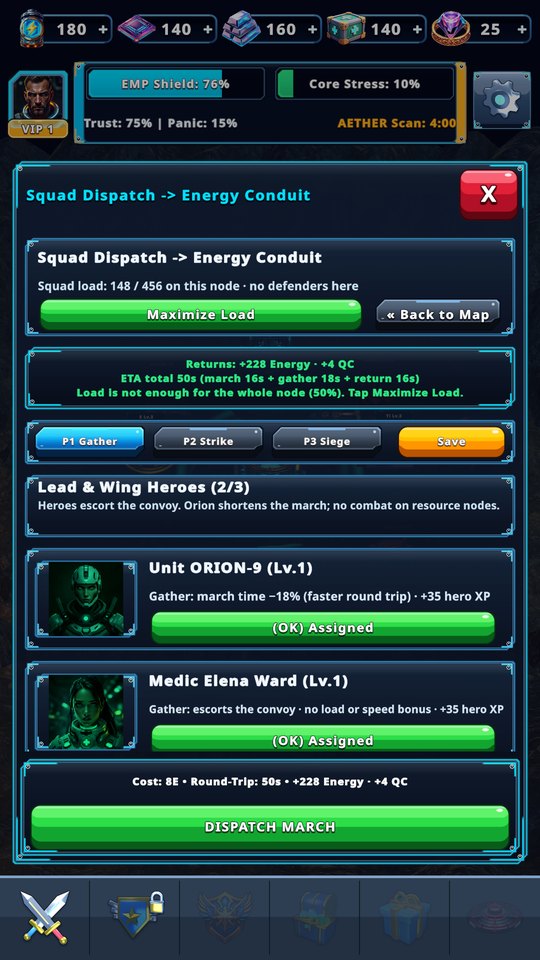 180 + 140 + 160 + 140 + 25 +
EMP Shield: 76%
Core Stress: 10%
VIP 1
Trust: 75% | Panic: 15%
AETHER Scan: 4:00
Squad Dispatch -> Energy Conduit
X
Squad Dispatch -> Energy Conduit
Squad load: 148 / 456 on this node · no defenders here
Maximize Load
« Back to Map
Returns: +228 Energy · +4 QC
ETA total 50s (march 16s + gather 18s + return 16s)
Load is not enough for the whole node (50%). Tap Maximize Load.
P1 Gather
P2 Strike
P3 Siege
Save
Lead & Wing Heroes (2/3)
Heroes escort the convoy. Orion shortens the march; no combat on resource nodes.
Unit ORION-9 (Lv.1)
Gather: march time −18% (faster round trip) · +35 hero XP
(OK) Assigned
Medic Elena Ward (Lv.1)
Gather: escorts the convoy · no load or speed bonus · +35 hero XP
(OK) Assigned
Cost: 8E • Round-Trip: 50s • +228 Energy · +4 QC
DISPATCH MARCH